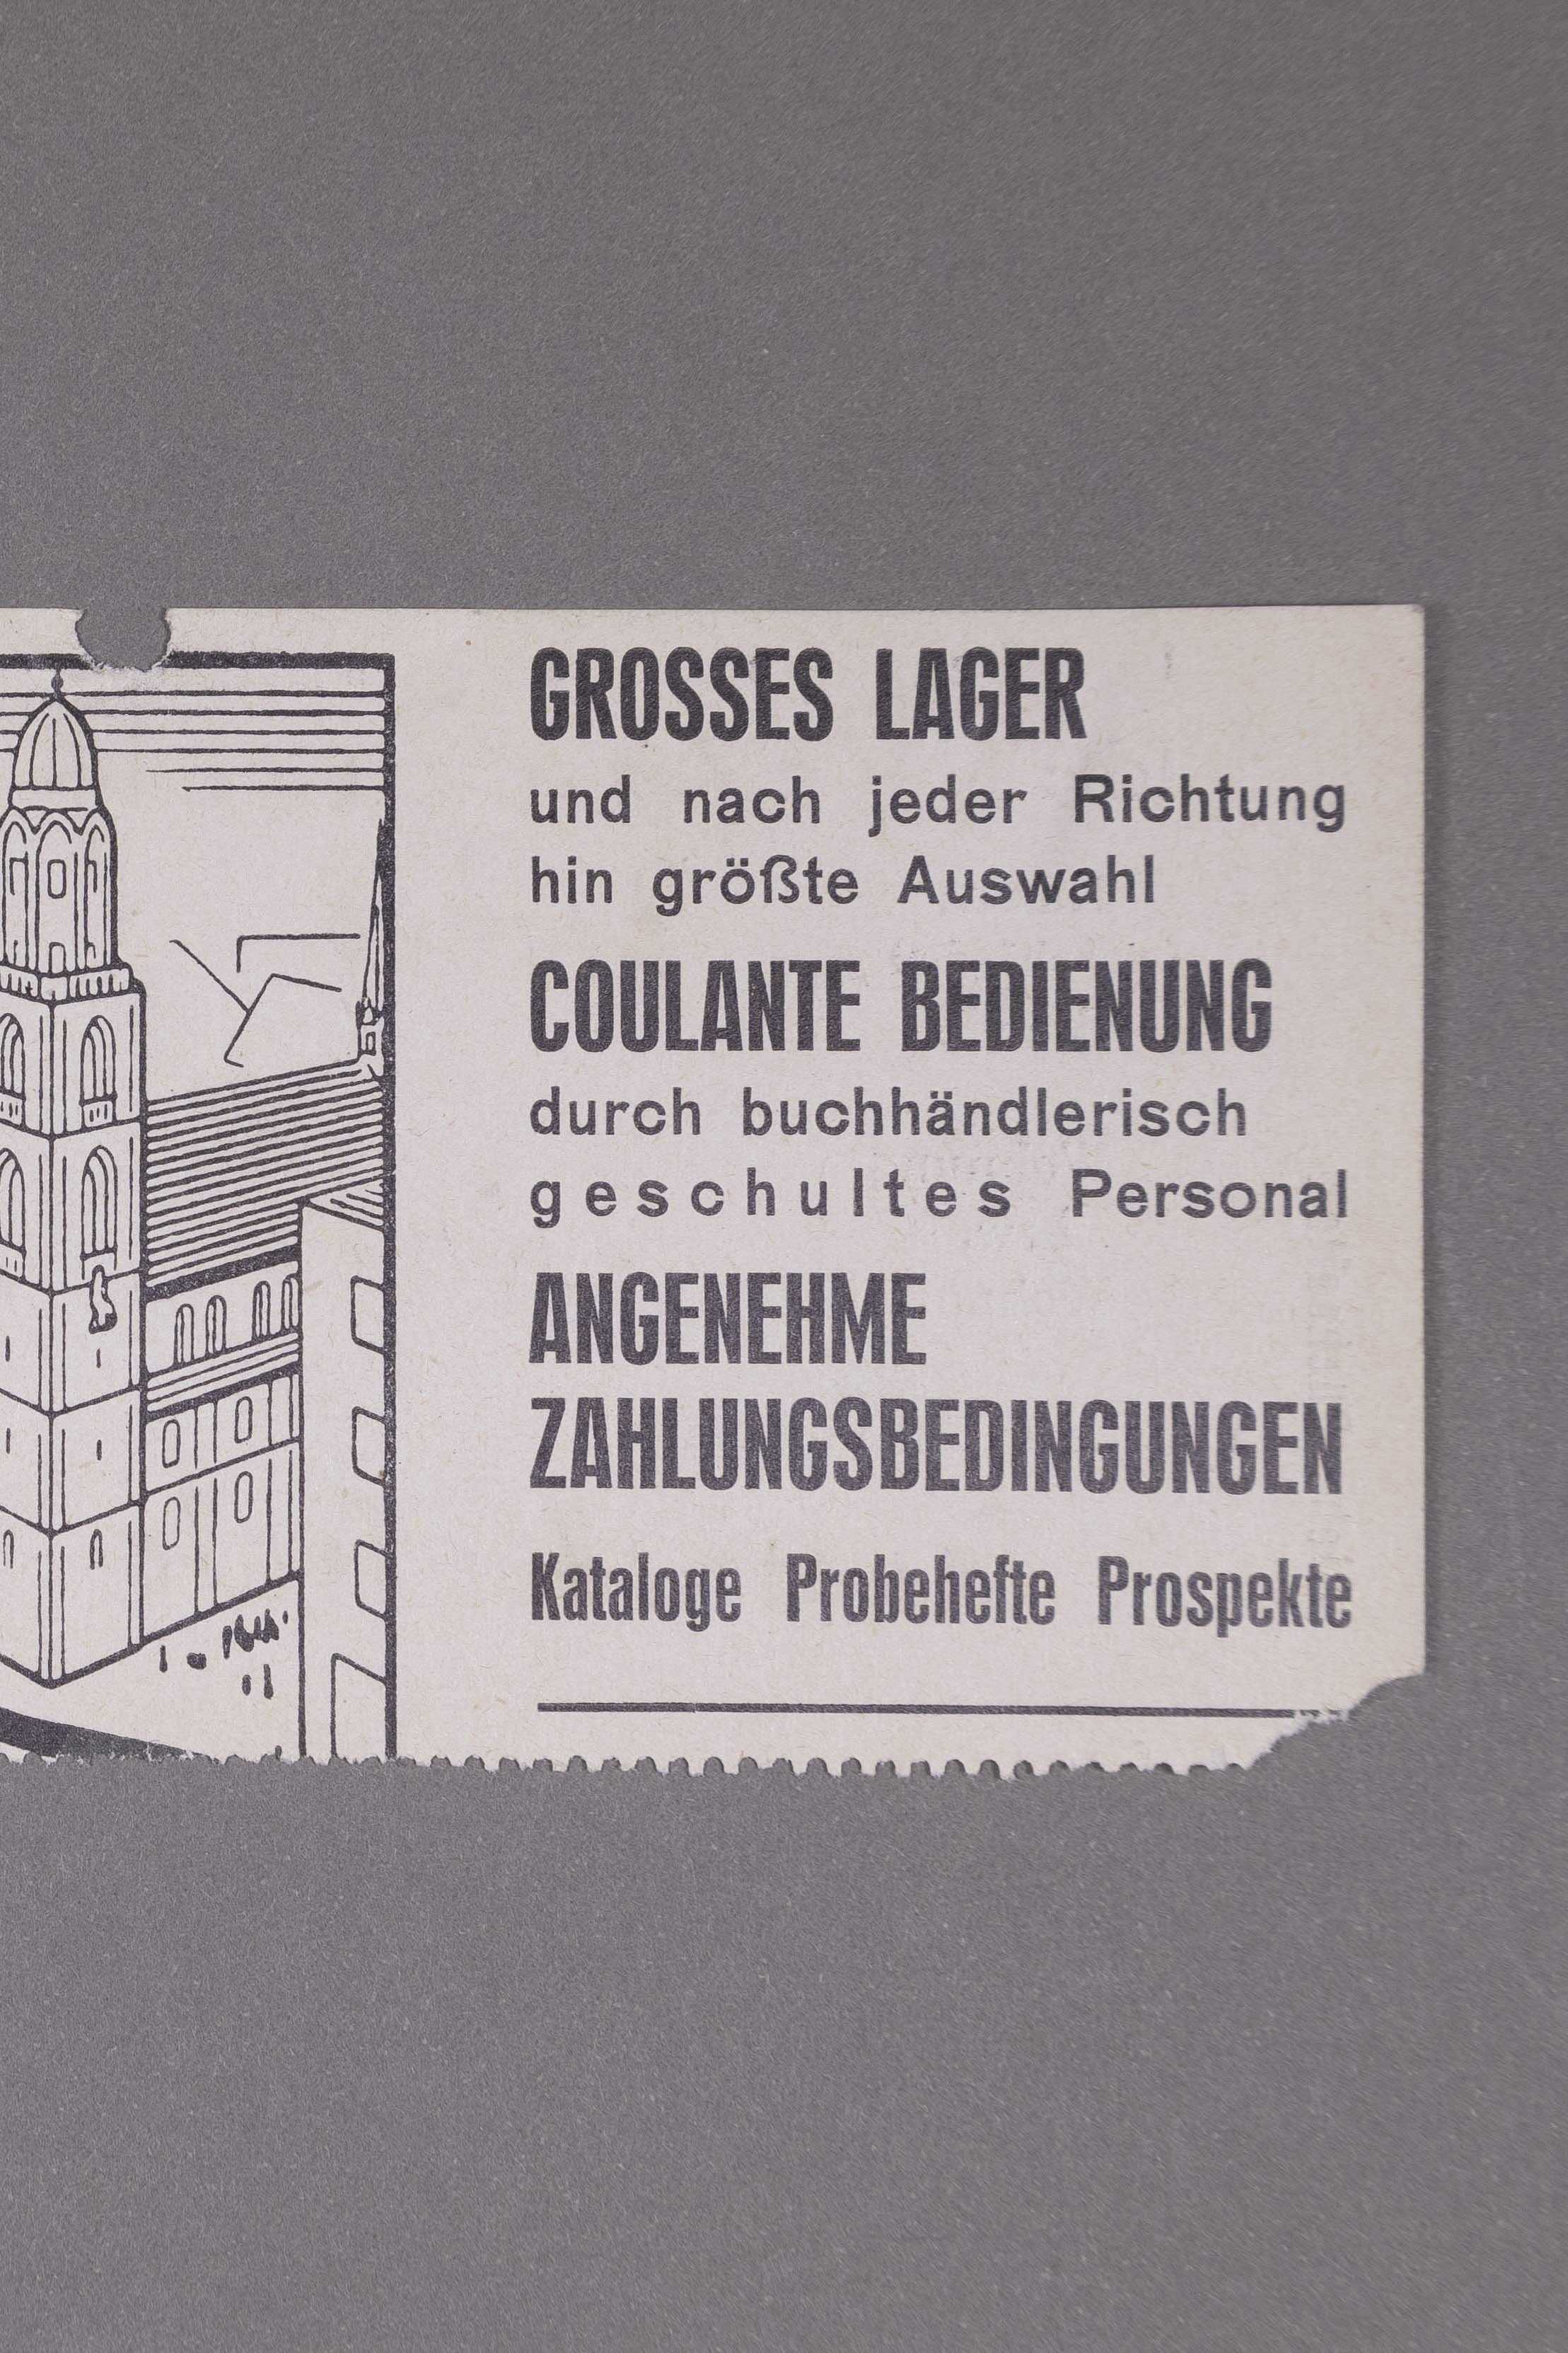 GROSSES LAGER
und nach jeder Richtung
hin größte Auswahl
COULANTE BEDIENUNG
durch buchhändlerisch
geschultes Personal
ANGENEHME
ZAHLUNGSBEDINGUNGEN
Kataloge Probehefte Prospekte